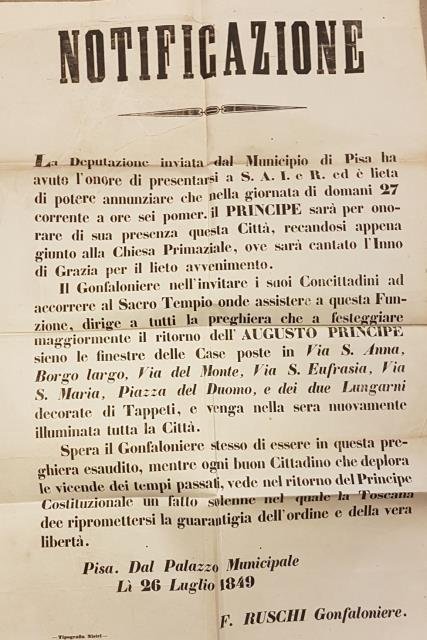 NOTIFICAZIONE
La Deputazione inviata dal Municipio di Pisa ha
avuto l'onore di presentarsi a S. A. I. e R. ed è lieta
di potere annunziare che nella giornata di domani 27
corrente a ore sei pomer. il PRINCIPE sarà per ono-
rare di sua presenza questa Città, recandosi appena
giunto alla Chiesa Primaziale, ove sarà cantato l'Inno
di Grazia per il lieto avvenimento.
Il Gonfaloniere nell'invitare i suoi Concittadini ad
accorrere al Sacro Tempio onde assistere a questa Fun-
zione, dirige a tutti la preghiera che a festeggiare
maggiormente il ritorno dell'AUGUSTO PRINCIPE
sieno le finestre delle Case poste in Via S. Anna,
Borgo largo, Via del Monte, Via S. Eufrasia, Via
S. Maria, Piazza del Duomo, e dei due Lungarni
decorate di Tappeti, e venga nella sera nuovamente
illuminata tutta la Città.
Spera il Gonfaloniere stesso di essere in questa pre-
ghiera esaudito, mentre ogni buon Cittadino che deplora
le vicende dei tempi passati, vede nel ritorno del Principe
Costituzionale un fatto solenne nel quale la Toscana
dee ripromettersi la guarantigia dell'ordine e della vera
libertà.
Pisa. Dal Palazzo Municipale
Lì 26 Luglio 1849
F. RUSCHI Gonfaloniere.
— Tipografia Nistri —